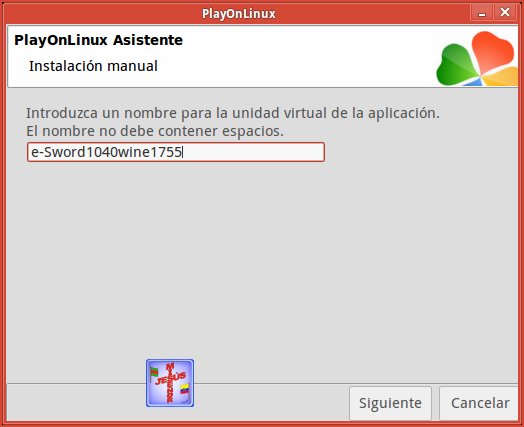 PlayOnLinux
PlayOnLinux Asistente
Instalación manual
Introduzca un nombre para la unidad virtual de la aplicación.
El nombre no debe contener espacios.
e-Sword1040wine1755
JESÚS
Siguiente
Cancelar